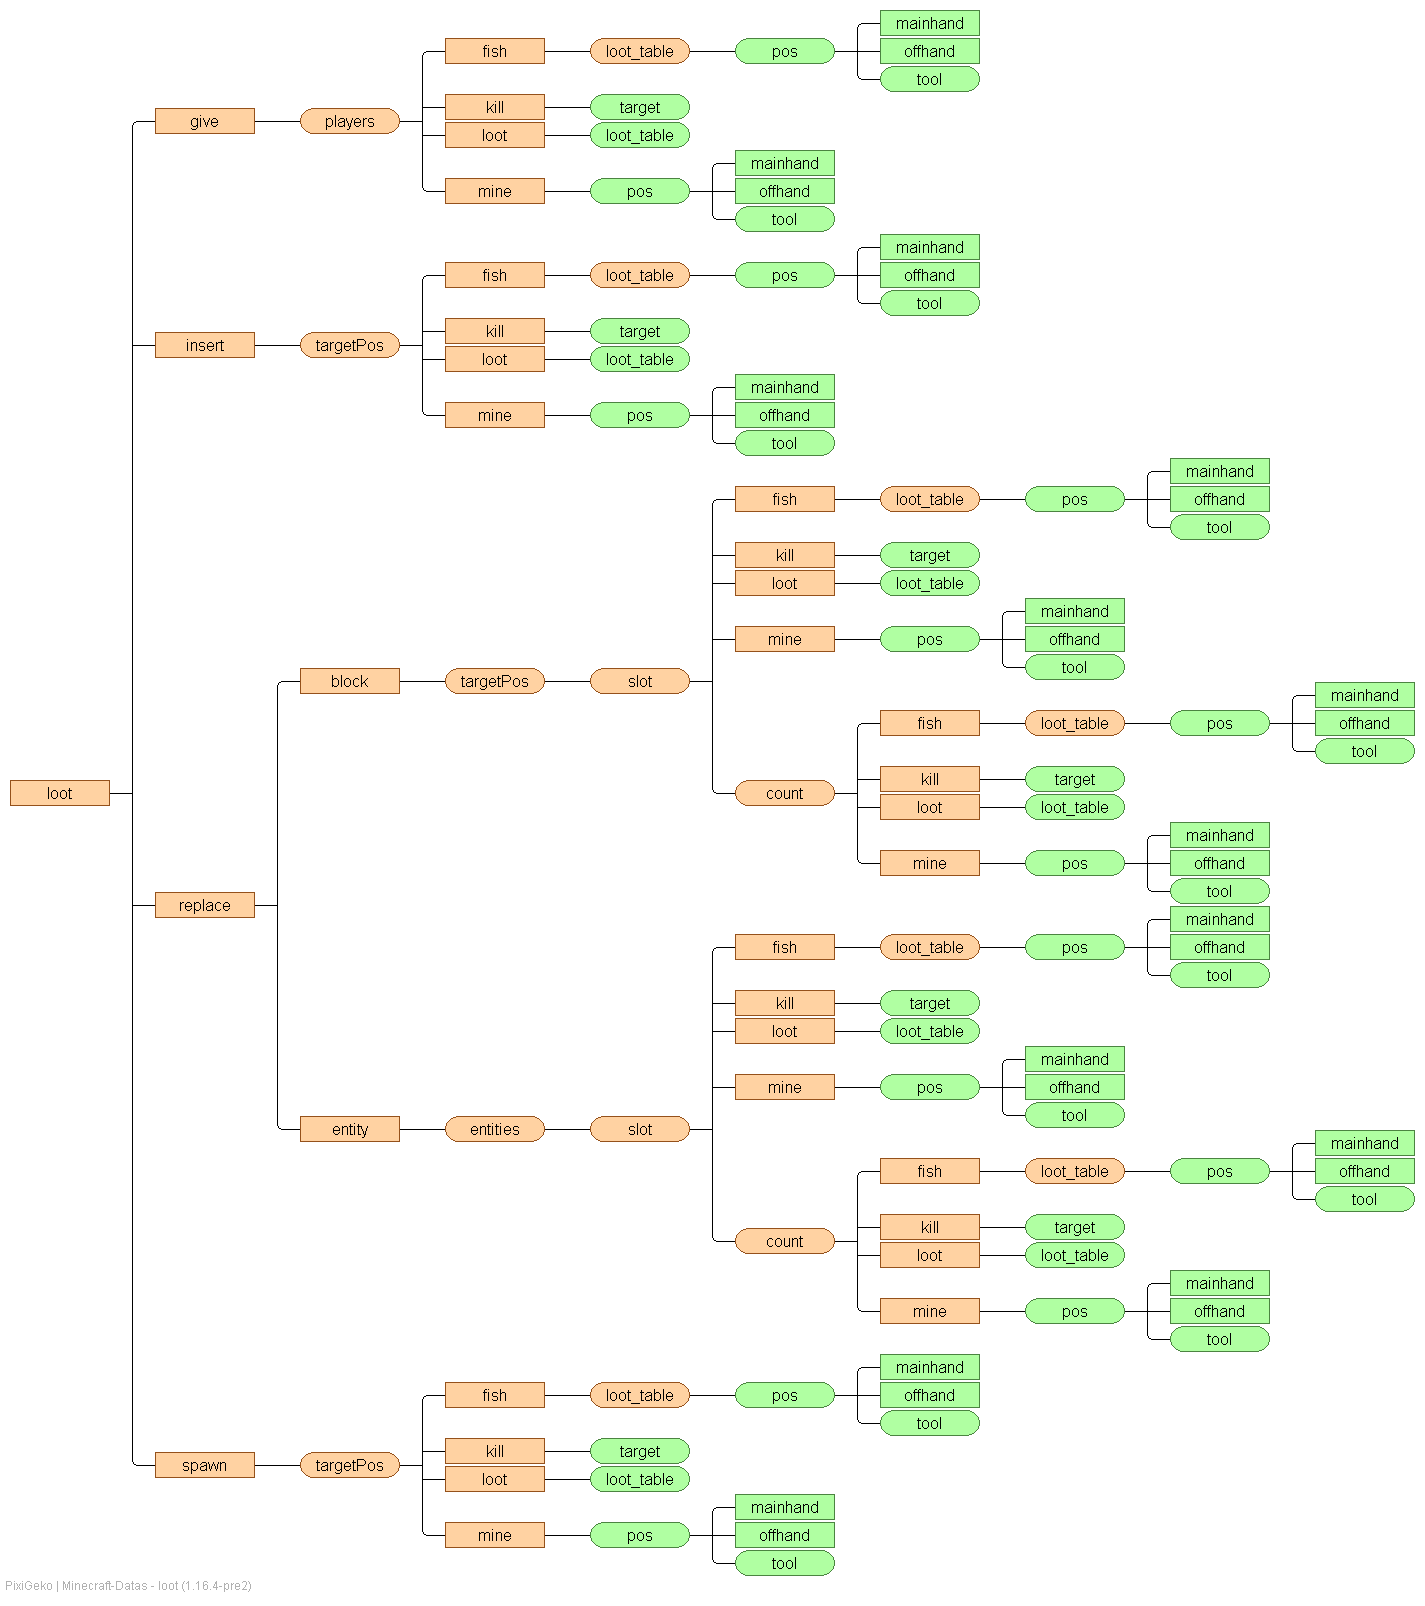 mainhand
fish loot_table pos offhand
tool
kill target
give players
loot loot_table
mainhand
mine pos offhand
tool
mainhand
fish loot_table pos offhand
tool
kill target
insert targetPos
loot loot_table
mainhand
mine pos offhand
tool
mainhand
fish loot_table pos offhand
tool
kill target
loot loot_table
mainhand
mine pos offhand
tool
block targetPos slot
mainhand
fish loot_table pos offhand
tool
kill target
loot count
loot loot_table
mainhand
mine pos offhand
tool
replace
mainhand
fish loot_table pos offhand
tool
kill target
loot loot_table
mainhand
mine pos offhand
tool
entity entities slot
mainhand
fish loot_table pos offhand
tool
kill target
count
loot loot_table
mainhand
mine pos offhand
tool
mainhand
fish loot_table pos offhand
tool
kill target
spawn targetPos
loot loot_table
mainhand
mine pos offhand
tool
PixiGeko | Minecraft-Datas - loot (1.16.4-pre2)